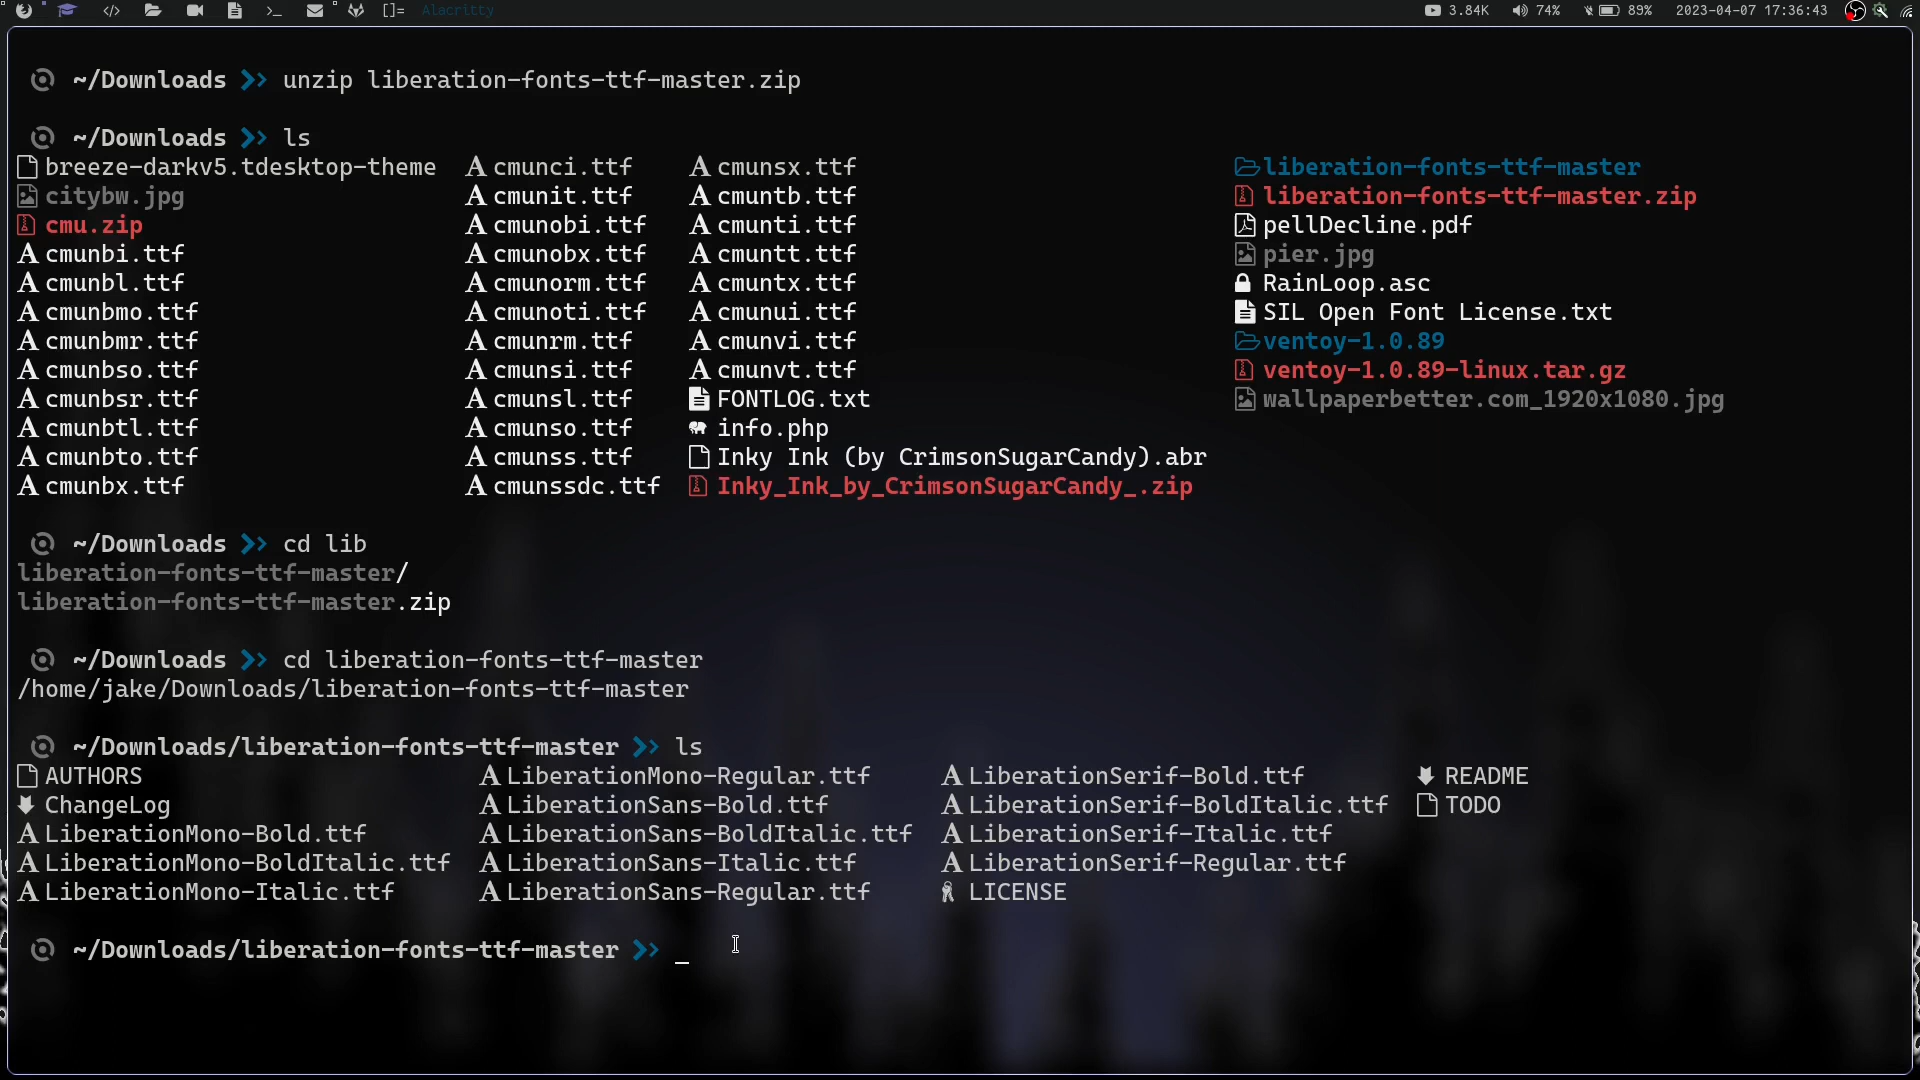 </> >_ []= Alacritty 3.84K 74% 89% 2023-04-07 17:36:43
~/Downloads unzip liberation-fonts-ttf-master.zip
~/Downloads ls
breeze-darkv5.tdesktop-theme cmunci.ttf cmunsx.ttf liberation-fonts-ttf-master
citybw.jpg cmunit.ttf cmuntb.ttf liberation-fonts-ttf-master.zip
cmu.zip cmunobi.ttf cmunti.ttf pellDecline.pdf
cmunbi.ttf cmunobx.ttf cmuntt.ttf pier.jpg
cmunbl.ttf cmunorm.ttf cmuntx.ttf RainLoop.asc
cmunbmo.ttf cmunoti.ttf cmunui.ttf SIL Open Font License.txt
cmunbmr.ttf cmunrm.ttf cmunvi.ttf ventoy-1.0.89
cmunbso.ttf cmunsi.ttf cmunvt.ttf ventoy-1.0.89-linux.tar.gz
cmunbsr.ttf cmunsl.ttf FONTLOG.txt wallpaperbetter.com_1920x1080.jpg
cmunbtl.ttf cmunso.ttf info.php
cmunbto.ttf cmunss.ttf Inky Ink (by CrimsonSugarCandy).abr
cmunbx.ttf cmunssdc.ttf Inky_Ink_by_CrimsonSugarCandy_.zip
~/Downloads cd lib
liberation-fonts-ttf-master/
liberation-fonts-ttf-master.zip
~/Downloads cd liberation-fonts-ttf-master
/home/jake/Downloads/liberation-fonts-ttf-master
~/Downloads/liberation-fonts-ttf-master ls
AUTHORS LiberationMono-Regular.ttf LiberationSerif-Bold.ttf README
ChangeLog LiberationSans-Bold.ttf LiberationSerif-BoldItalic.ttf TODO
LiberationMono-Bold.ttf LiberationSans-BoldItalic.ttf LiberationSerif-Italic.ttf
LiberationMono-BoldItalic.ttf LiberationSans-Italic.ttf LiberationSerif-Regular.ttf
LiberationMono-Italic.ttf LiberationSans-Regular.ttf LICENSE
~/Downloads/liberation-fonts-ttf-master _